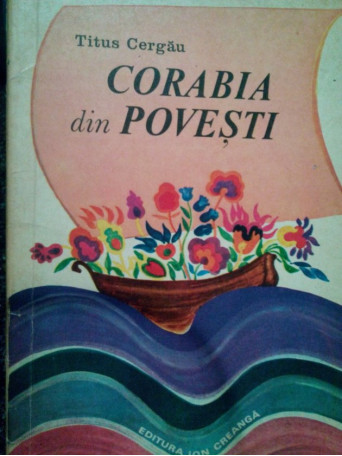 Titus Cergău
CORABIA
din POVEȘTI
EDITURA ION CREANGĂ